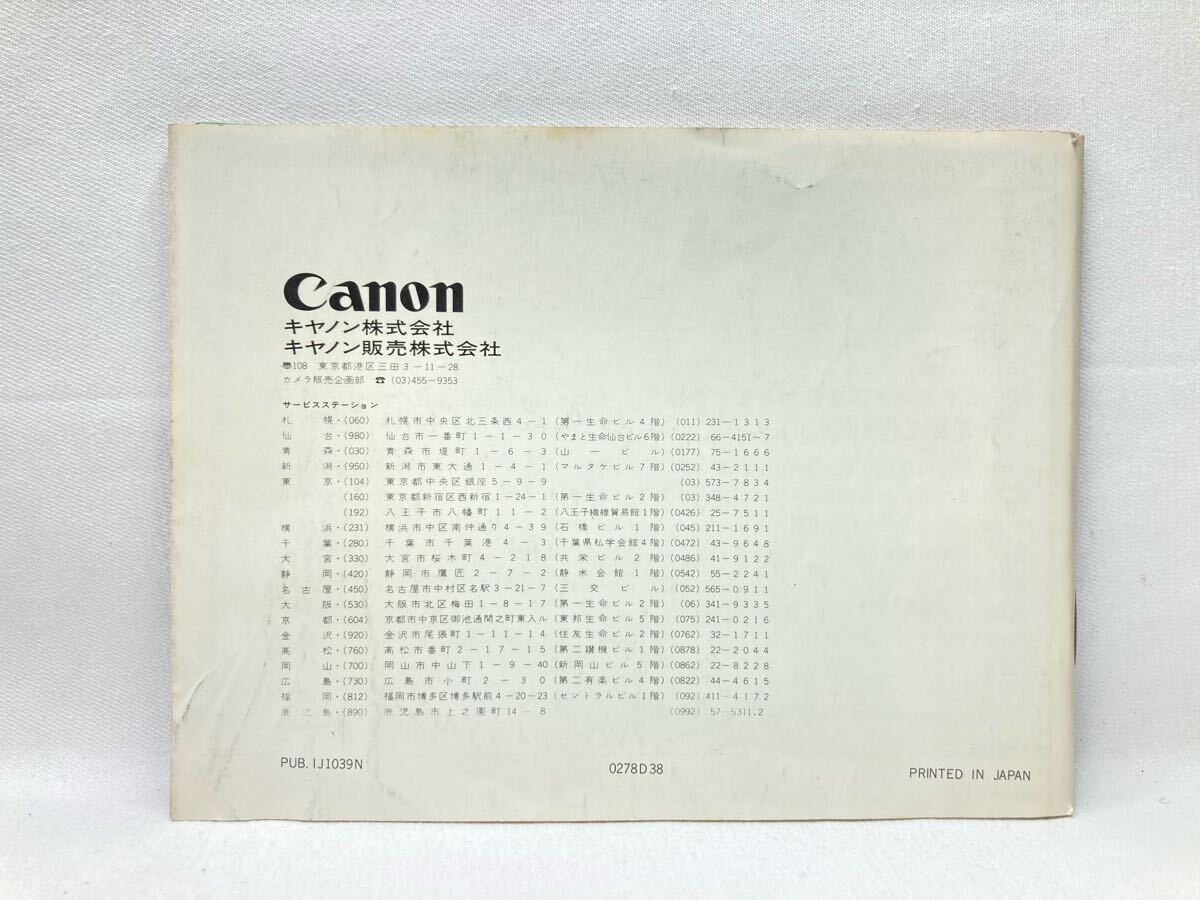 Canon
キヤノン株式会社
キヤノン販売株式会社
〠108 東京都港区三田3-11-28
カメラ販売企画部 ☎ (03)455-9353
サービスステーション
札幌・(060) 札幌市中央区北三条西4-1(第一生命ビル4階) (011)231-1313
仙台・(980) 仙台市一番町1-1-30(やまと生命仙台ビル6階) (0222)66-4151~7
青森・(030) 青森市堤町1-6-3(山一ビル) (0177)75-1666
新潟・(950) 新潟市東大通1-4-1(マルタケビル7階) (0252)43-2111
東京・(104) 東京都中央区銀座5-9-9 (03)573-7834
(160) 東京都新宿区西新宿1-24-1(第一生命ビル2階) (03)348-4721
(192) 八王子市八幡町11-2(八王子繊維貿易館1階) (0426)25-7511
横浜・(231) 横浜市中区南仲通り4-39(石橋ビル1階) (045)211-1691
千葉・(280) 千葉市千葉港4-3(千葉県私学会館4階) (0472)43-9648
大宮・(330) 大宮市桜木町4-218(共栄ビル2階) (0486)41-9122
静岡・(420) 静岡市鷹匠2-7-2(静米会館1階) (0542)55-2241
名古屋・(450) 名古屋市中村区名駅3-21-7(三交ビル) (052)565-0911
大阪・(530) 大阪市北区梅田1-8-17(第一生命ビル2階) (06)341-9335
京都・(604) 京都市中京区御池通間之町東入ル(東邦生命ビル5階) (075)241-0216
金沢・(920) 金沢市尾張町1-11-14(住友生命ビル2階) (0762)32-1711
高松・(760) 高松市番町2-17-15(第二讃機ビル1階) (0878)22-2044
岡山・(700) 岡山市中山下1-9-40(新岡山ビル5階) (0862)22-8228
広島・(730) 広島市小町2-30(第二有楽ビル4階) (0822)44-4615
福岡・(812) 福岡市博多区博多駅前4-20-23(セントラルビル1階) (092)411-4172
鹿児島・(890) 鹿児島市上之園町14-8 (0992)57-5311.2
PUB. IJ1039N
0278D38
PRINTED IN JAPAN